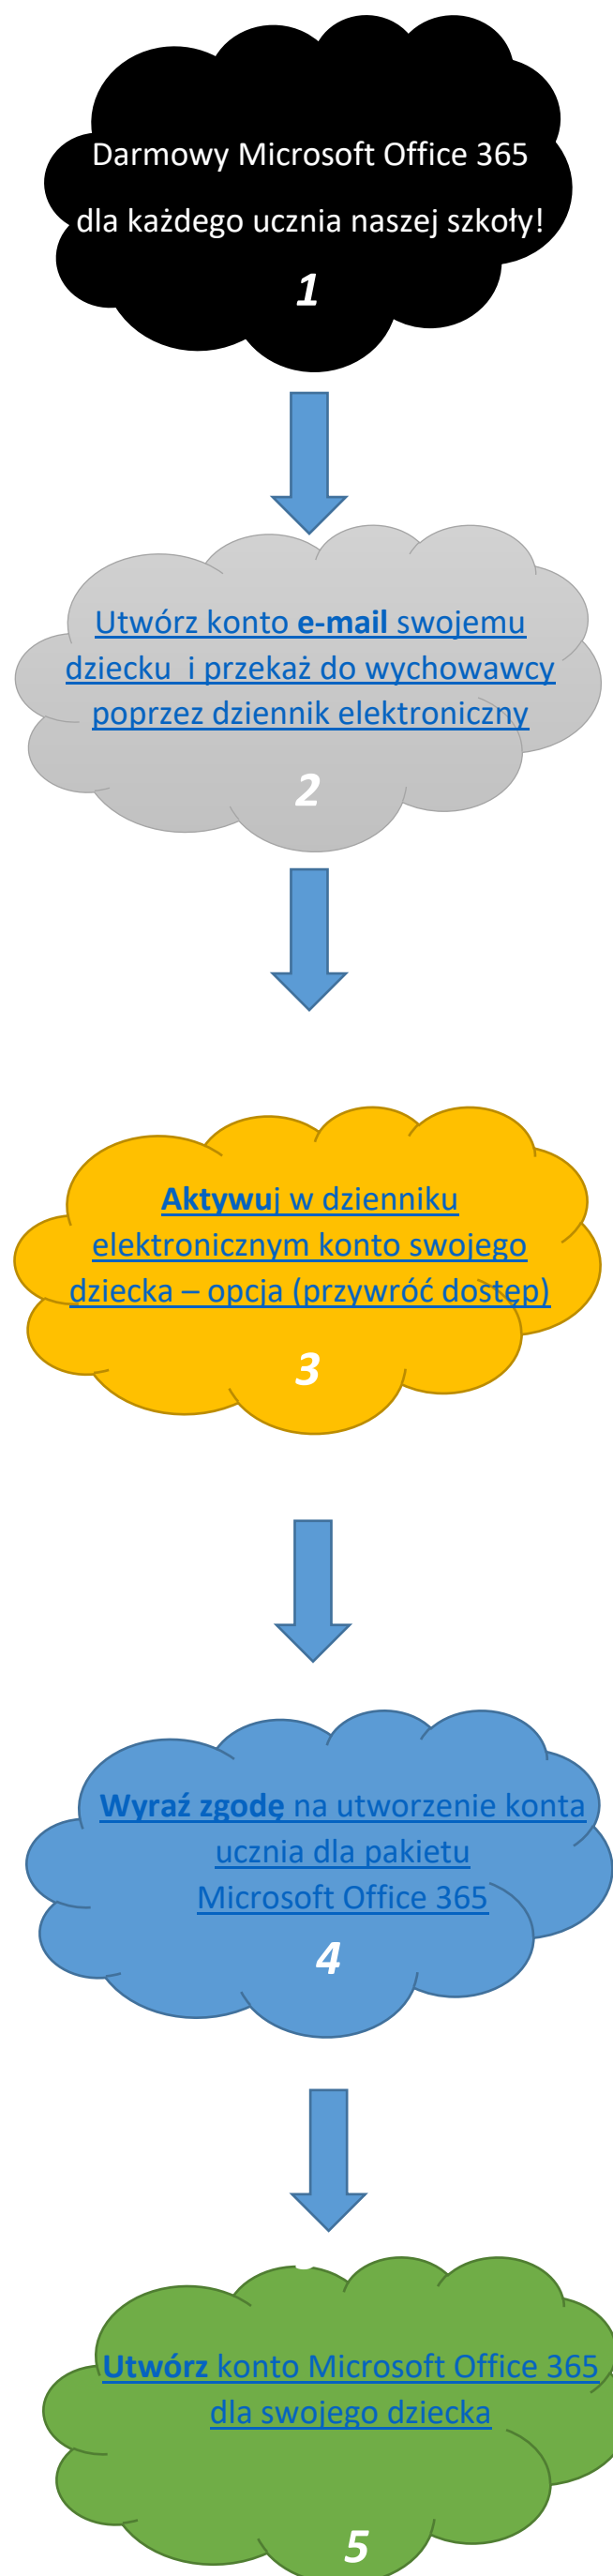 Darmowy Microsoft Office 365
dla każdego ucznia naszej szkoły!
1
Utwórz konto e-mail swojemu
dziecku  i przekaż do wychowawcy
poprzez dziennik elektroniczny
2
Aktywuj w dzienniku
elektronicznym konto swojego
dziecka – opcja (przywróć dostęp)
3
Wyraź zgodę na utworzenie konta
ucznia dla pakietu
Microsoft Office 365
4
Utwórz konto Microsoft Office 365
dla swojego dziecka
5